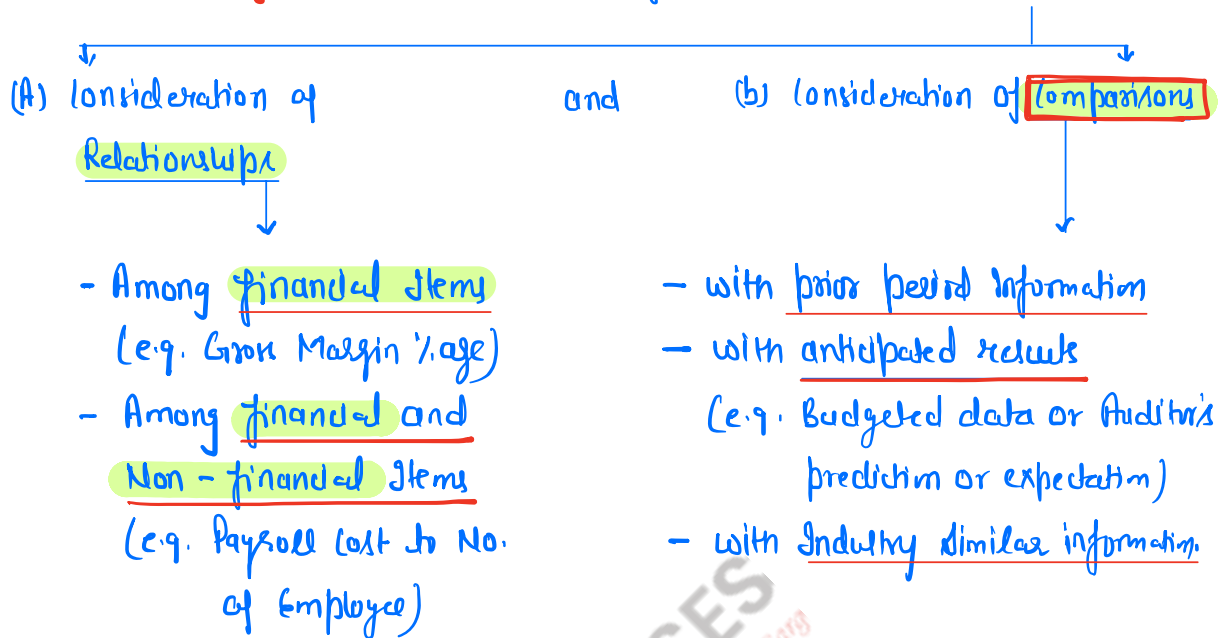 (A) Consideration of and (b) Consideration of Comparisons
Relationships
- Among financial Items
(e.g. Gross Margin %age)
- Among financial and
Non-financial Items
(e.g. Payroll Cost to No.
of Employee)
- with prior period Information
- with anticipated results
(e.g. Budgeted data or Auditor's
prediction or expectation)
- with Industry similar information.